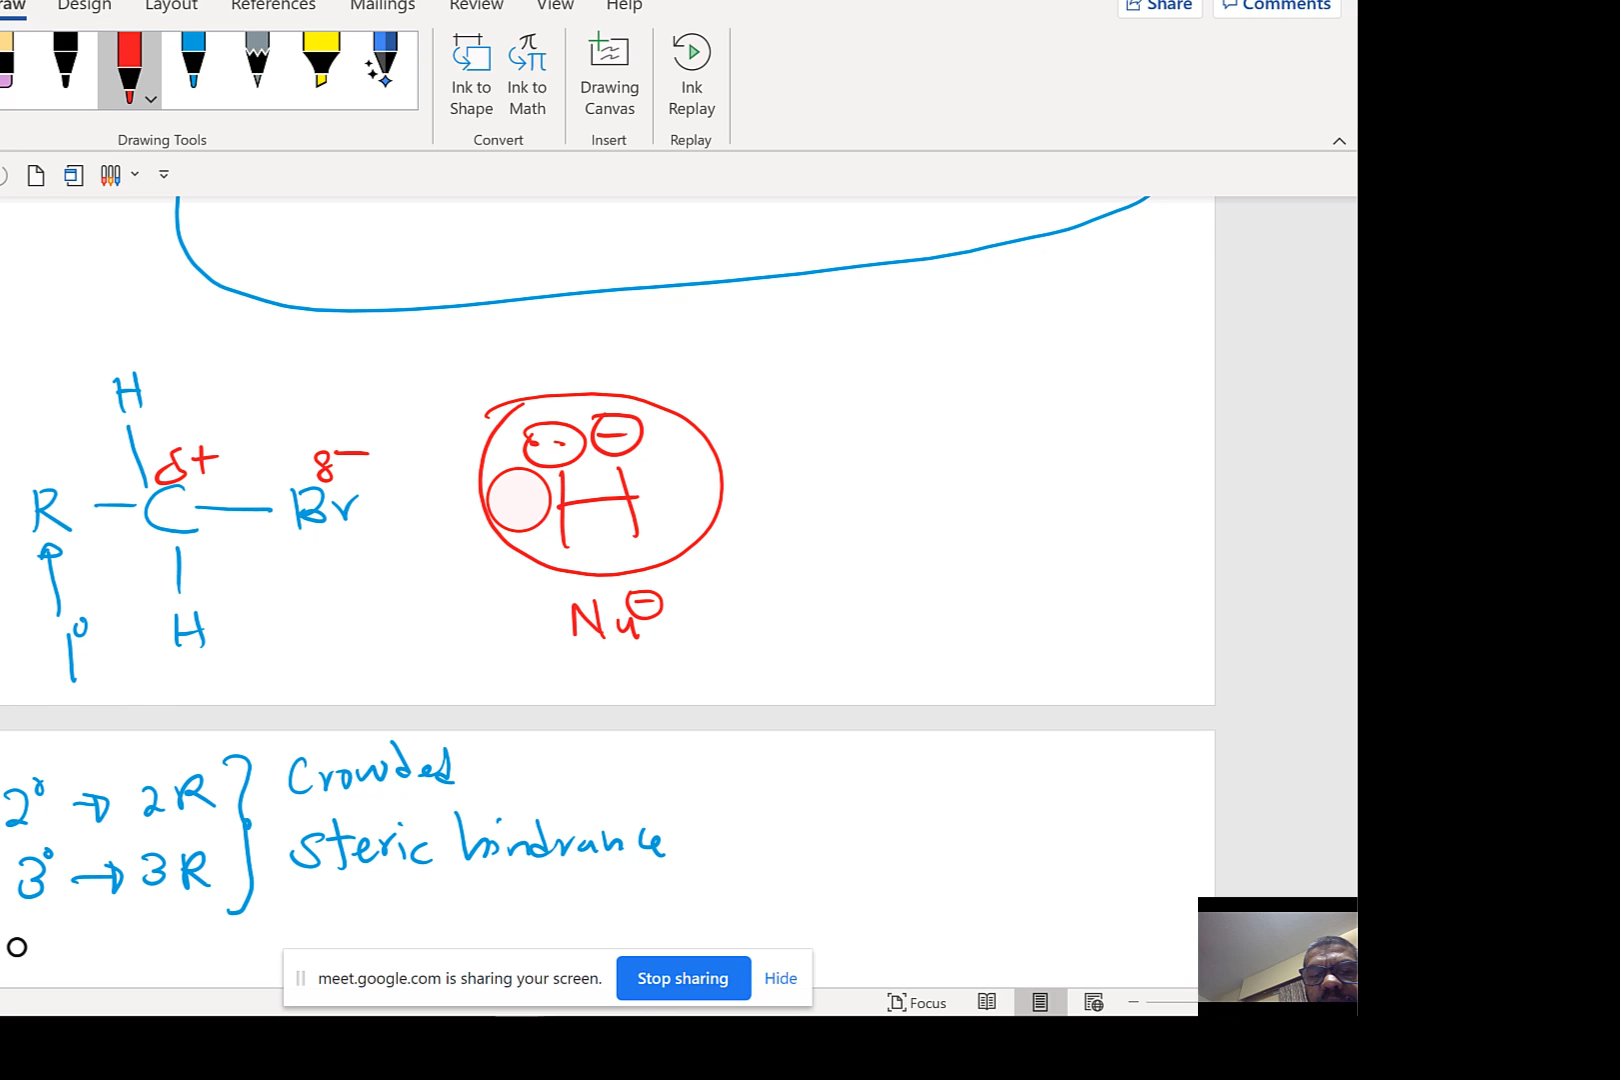 Design Layout References Mailings Review View Help Share Comments
Ink to Shape
Ink to Math
Drawing Canvas
Ink Replay
Drawing Tools Convert Insert Replay
H
δ+ 8−
R − C − Br
H
1°
⊖
OH
Nu⊖
2° → 2R
3° → 3R
Crowded
Steric hindrance
meet.google.com is sharing your screen. Stop sharing Hide
Focus